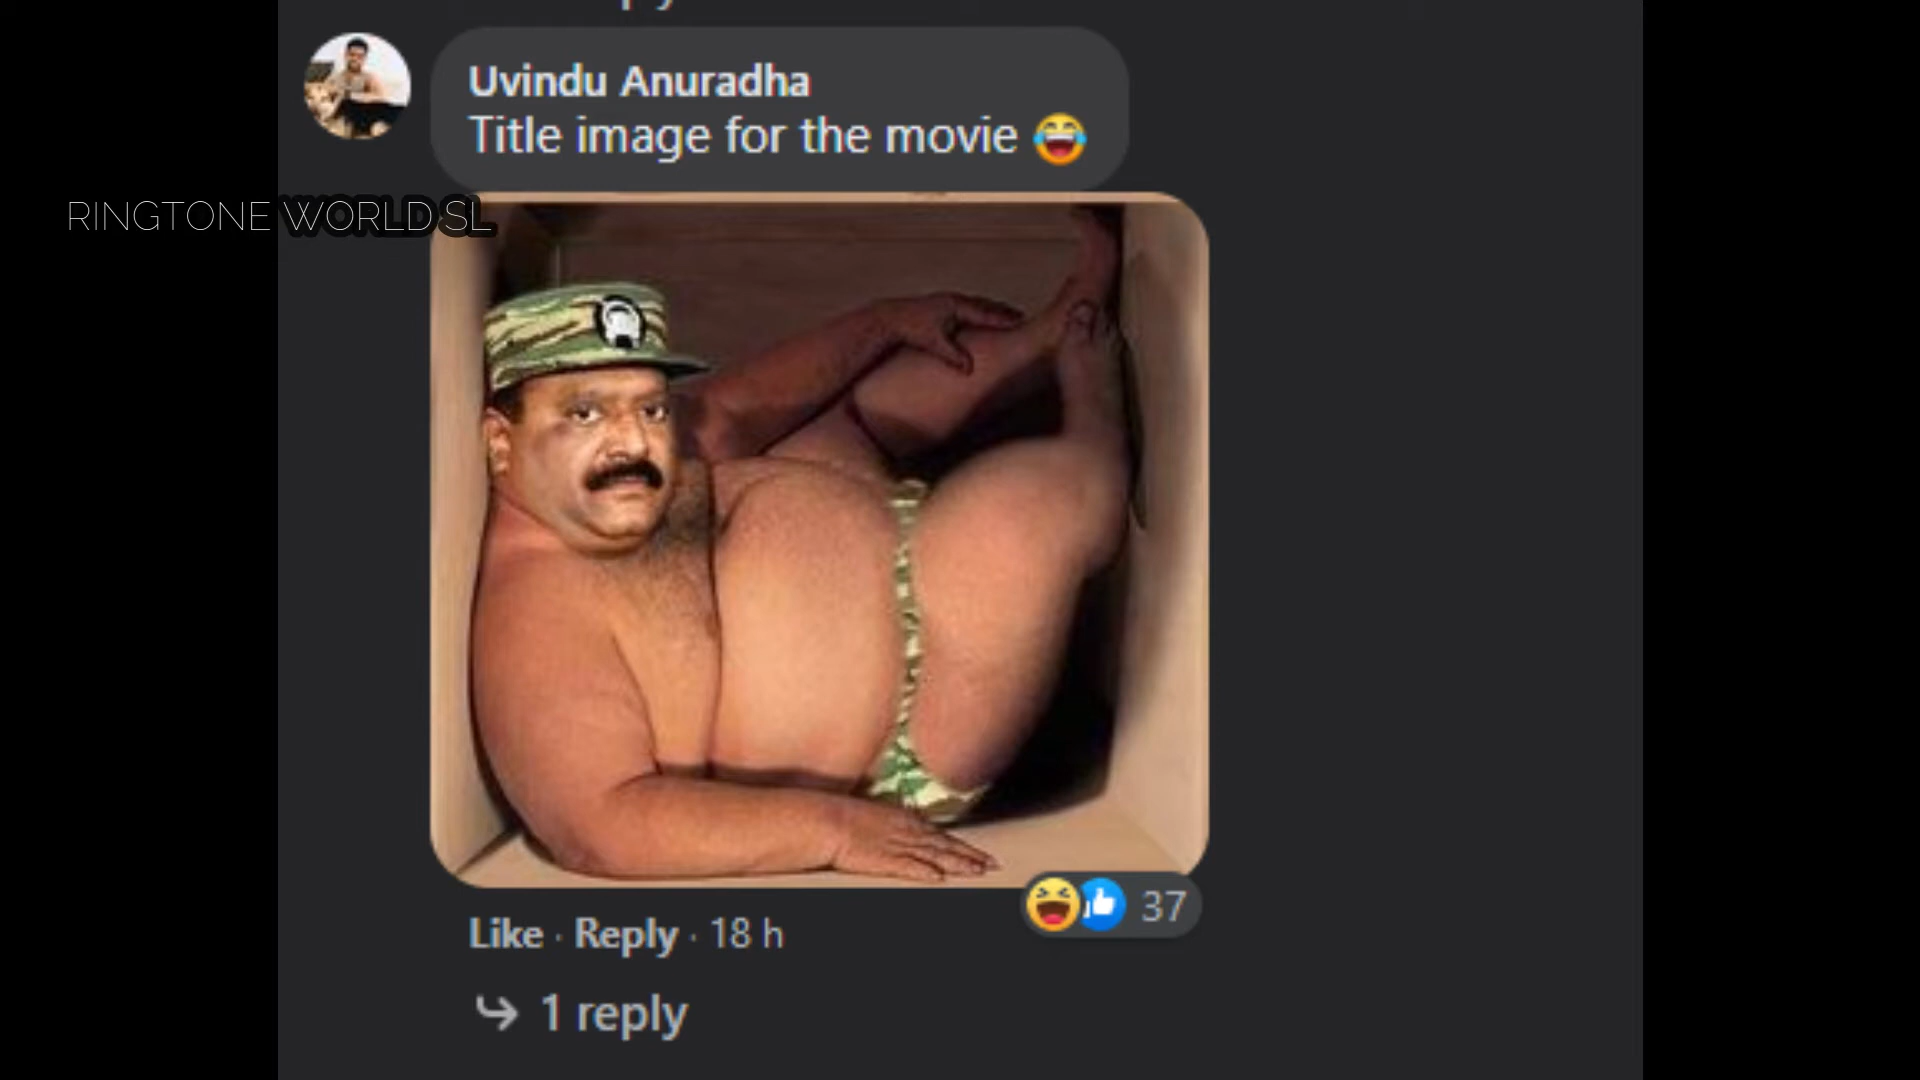 Uvindu Anuradha
Title image for the movie 😂
RINGTONE WORLD SL
37
Like · Reply · 18 h
1 reply